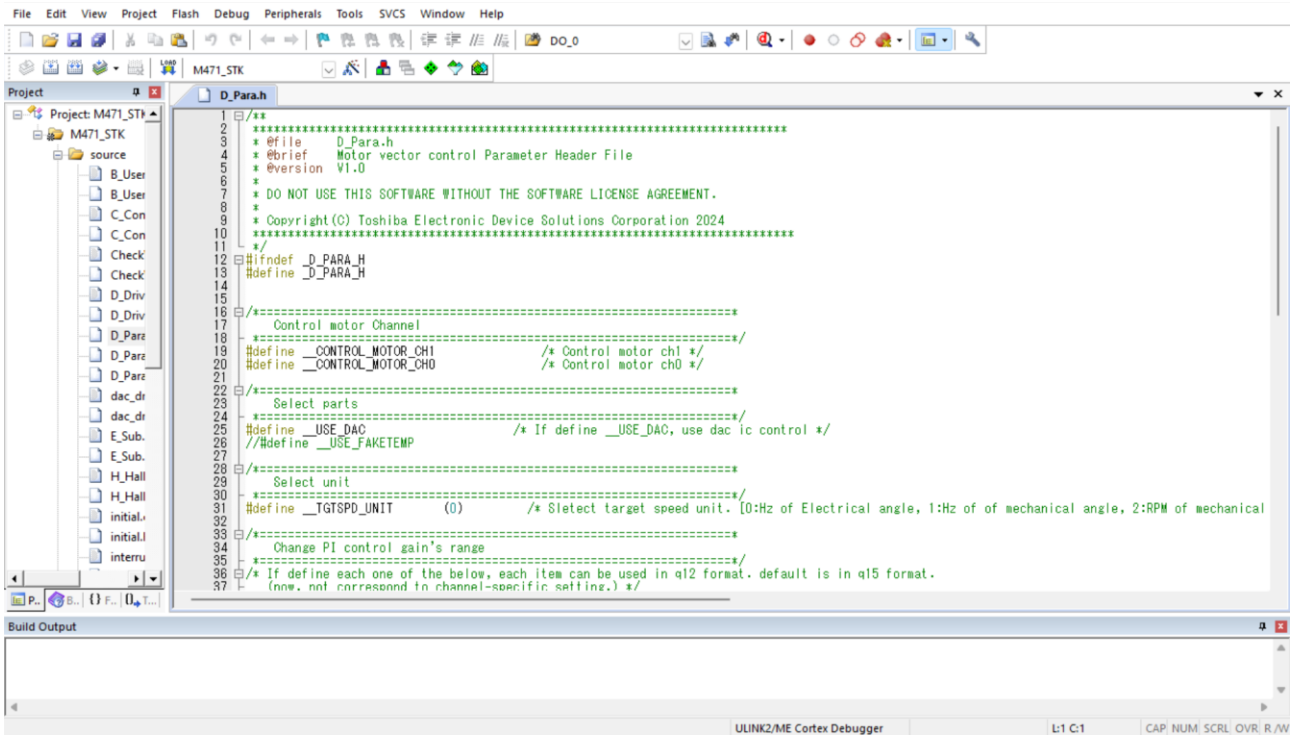 File Edit View Project Flash Debug Peripherals Tools SVCS Window Help
DO_0
LOAD M471_STK
Project
D_Para.h
Project: M471_STK
M471_STK
source
B_User
B_User
C_Con
C_Con
Check
Check
D_Driv
D_Driv
D_Para
D_Para
D_Para
dac_dr
dac_dr
E_Sub.
E_Sub.
H_Hall
H_Hall
initial.
initial.
interru
P... B... {} F... T...
1 /**
2 *****************************************************************************
3 * @file D_Para.h
4 * @brief Motor vector control Parameter Header File
5 * @version V1.0
6 *
7 * DO NOT USE THIS SOFTWARE WITHOUT THE SOFTWARE LICENSE AGREEMENT.
8 *
9 * Copyright(C) Toshiba Electronic Device Solutions Corporation 2024
10 *****************************************************************************
11 */
12 #ifndef _D_PARA_H
13 #define _D_PARA_H
14
15
16 /*===================================================================*
17 Control motor Channel
18 *===================================================================*/
19 #define __CONTROL_MOTOR_CH1 /* Control motor ch1 */
20 #define __CONTROL_MOTOR_CH0 /* Control motor ch0 */
21
22 /*===================================================================*
23 Select parts
24 *===================================================================*/
25 #define __USE_DAC /* If define __USE_DAC, use dac ic control */
26 //#define __USE_FAKETEMP
27
28 /*===================================================================*
29 Select unit
30 *===================================================================*/
31 #define __TGTSPD_UNIT (0) /* Sletect target speed unit. [0:Hz of Electrical angle, 1:Hz of of mechanical angle, 2:RPM of mechanical
32
33 /*===================================================================*
34 Change PI control gain's range
35 *===================================================================*/
36 /* If define each one of the below, each item can be used in q12 format. default is in q15 format.
37 (now, not correspond to channel-specific setting.) */
Build Output
ULINK2/ME Cortex Debugger L:1 C:1 CAP NUM SCRL OVR R/W